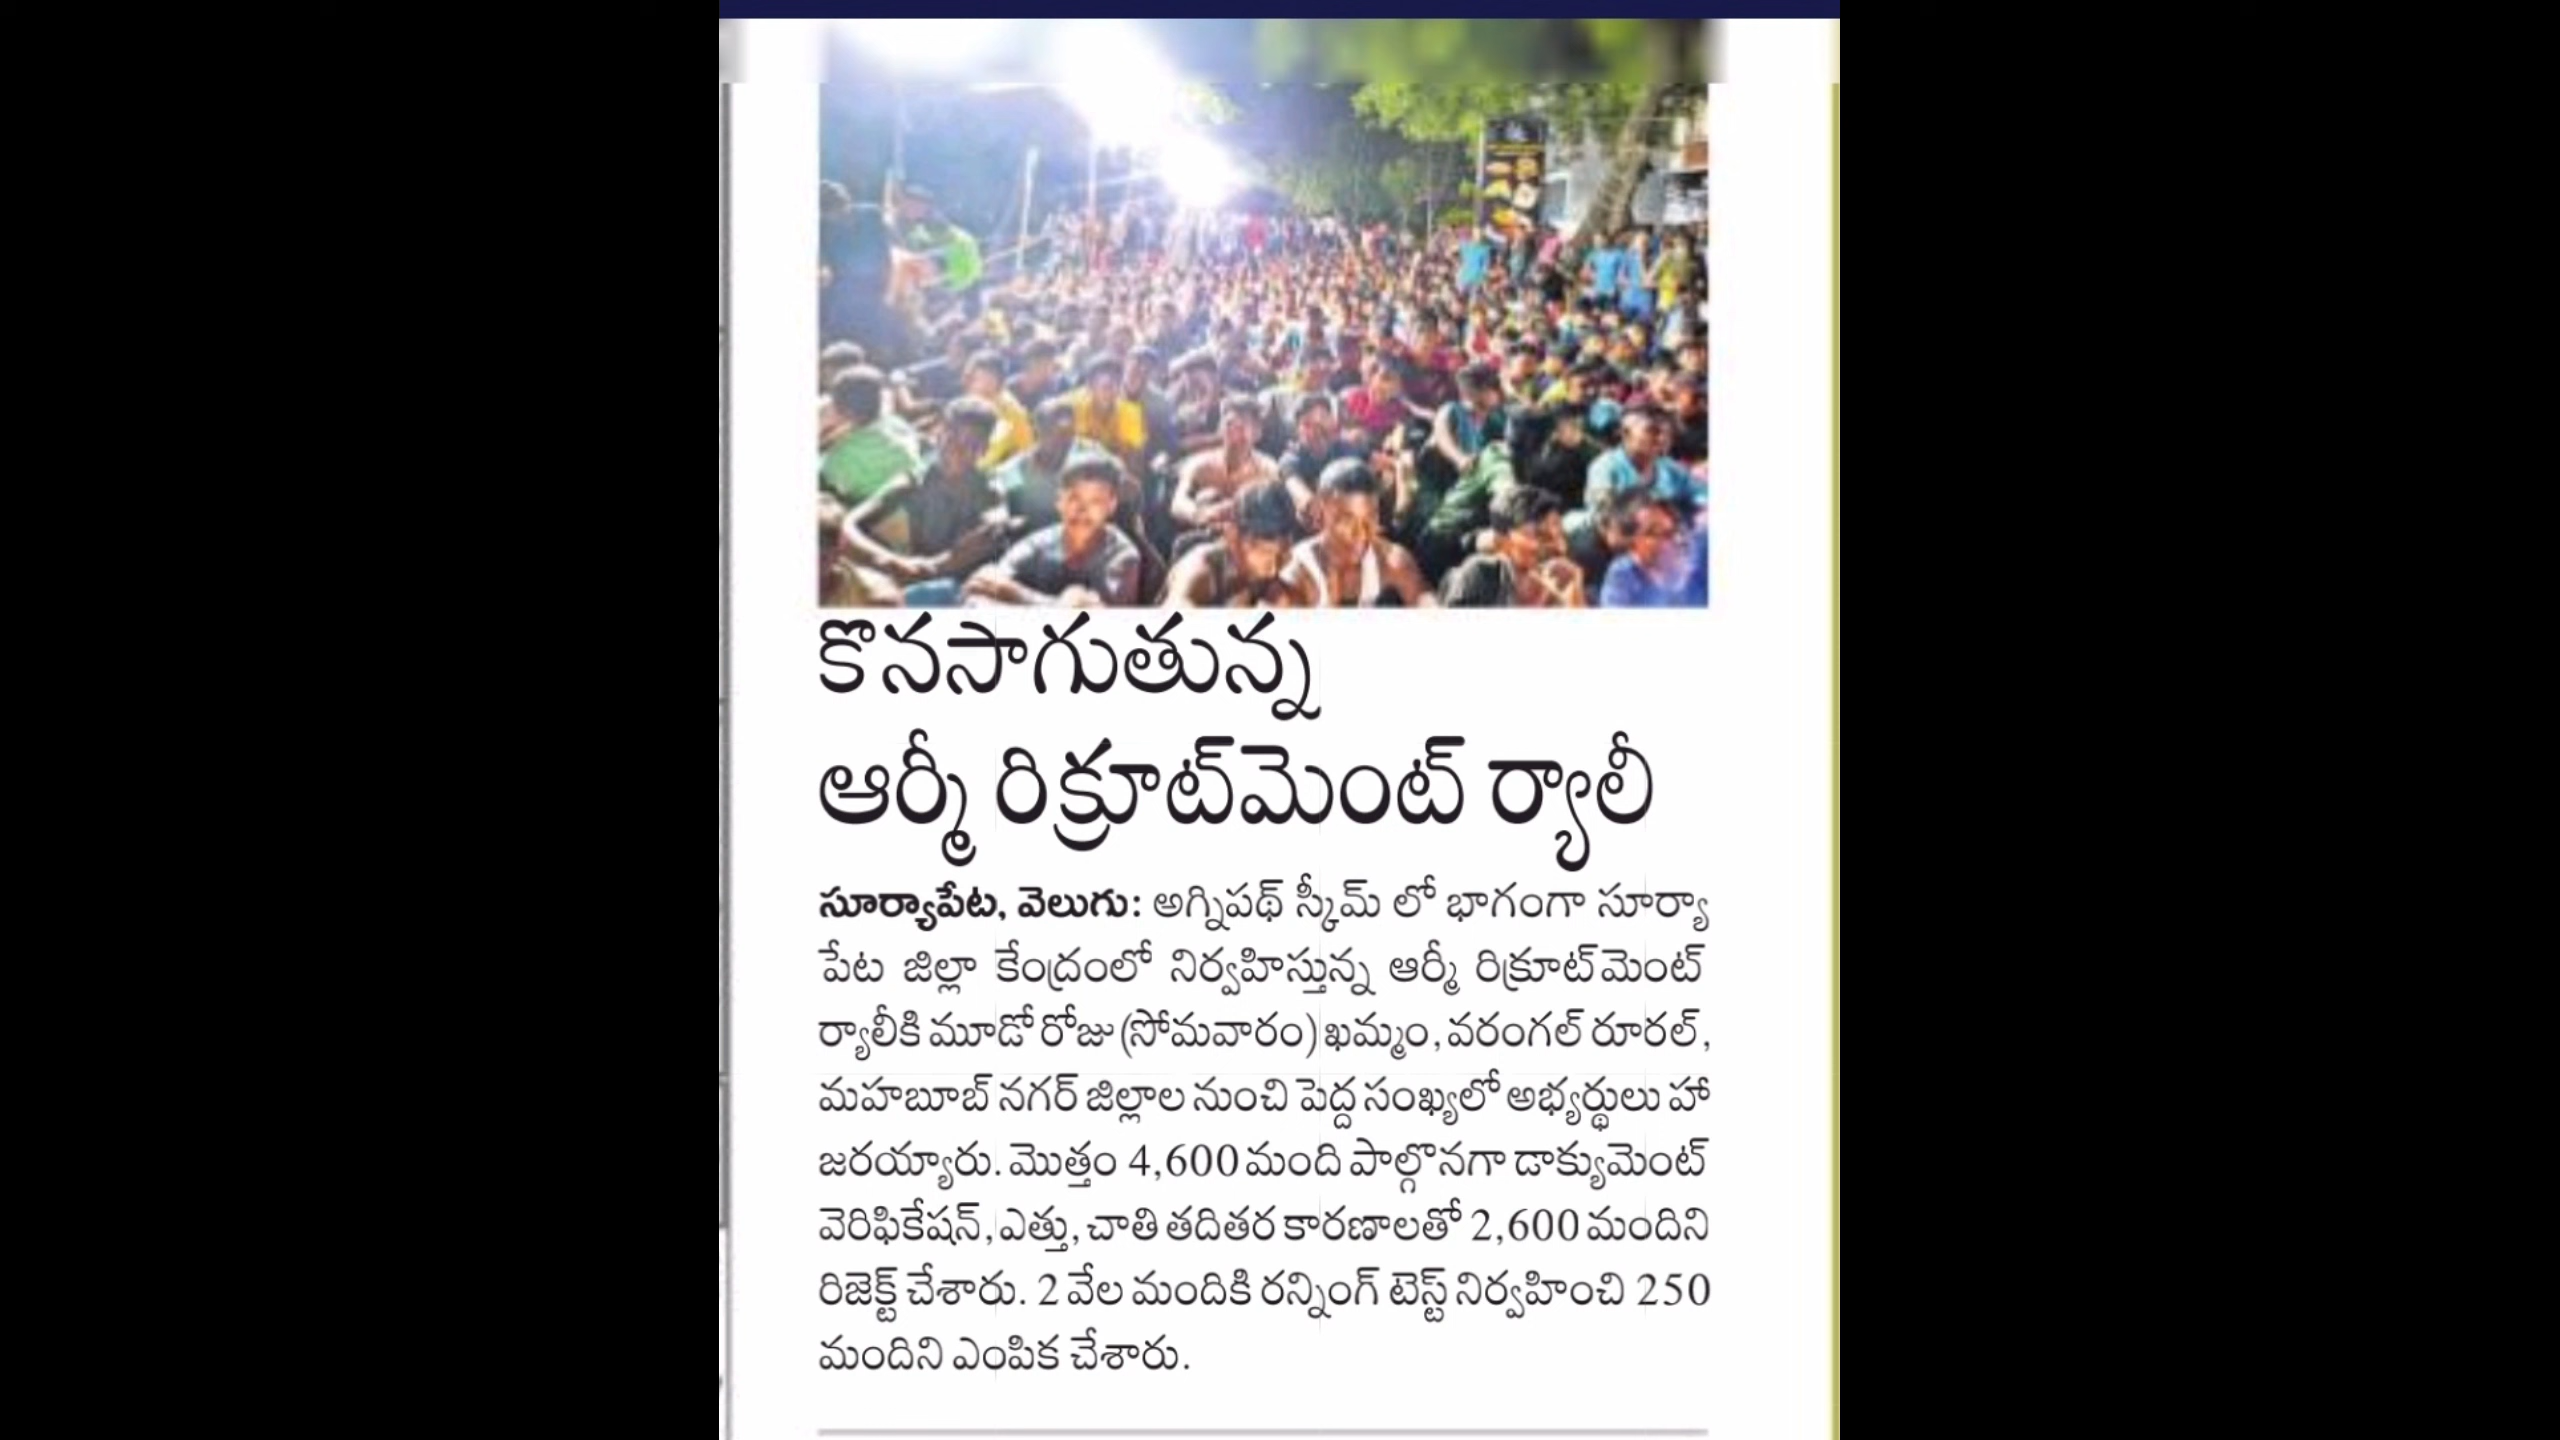 కొనసాగుతున్న
ఆర్మీ రిక్రూట్‌మెంట్ ర్యాలీ
సూర్యాపేట, వెలుగు: అగ్నిపథ్ స్కీమ్ లో భాగంగా సూర్యా
పేట జిల్లా కేంద్రంలో నిర్వహిస్తున్న ఆర్మీ రిక్రూట్‌మెంట్
ర్యాలీకి మూడో రోజు (సోమవారం) ఖమ్మం, వరంగల్ రూరల్,
మహబూబ్ నగర్ జిల్లాల నుంచి పెద్ద సంఖ్యలో అభ్యర్థులు హా
జరయ్యారు. మొత్తం 4,600 మంది పాల్గొనగా డాక్యుమెంట్
వెరిఫికేషన్, ఎత్తు, చాతి తదితర కారణాలతో 2,600 మందిని
రిజెక్ట్ చేశారు. 2 వేల మందికి రన్నింగ్ టెస్ట్ నిర్వహించి 250
మందిని ఎంపిక చేశారు.